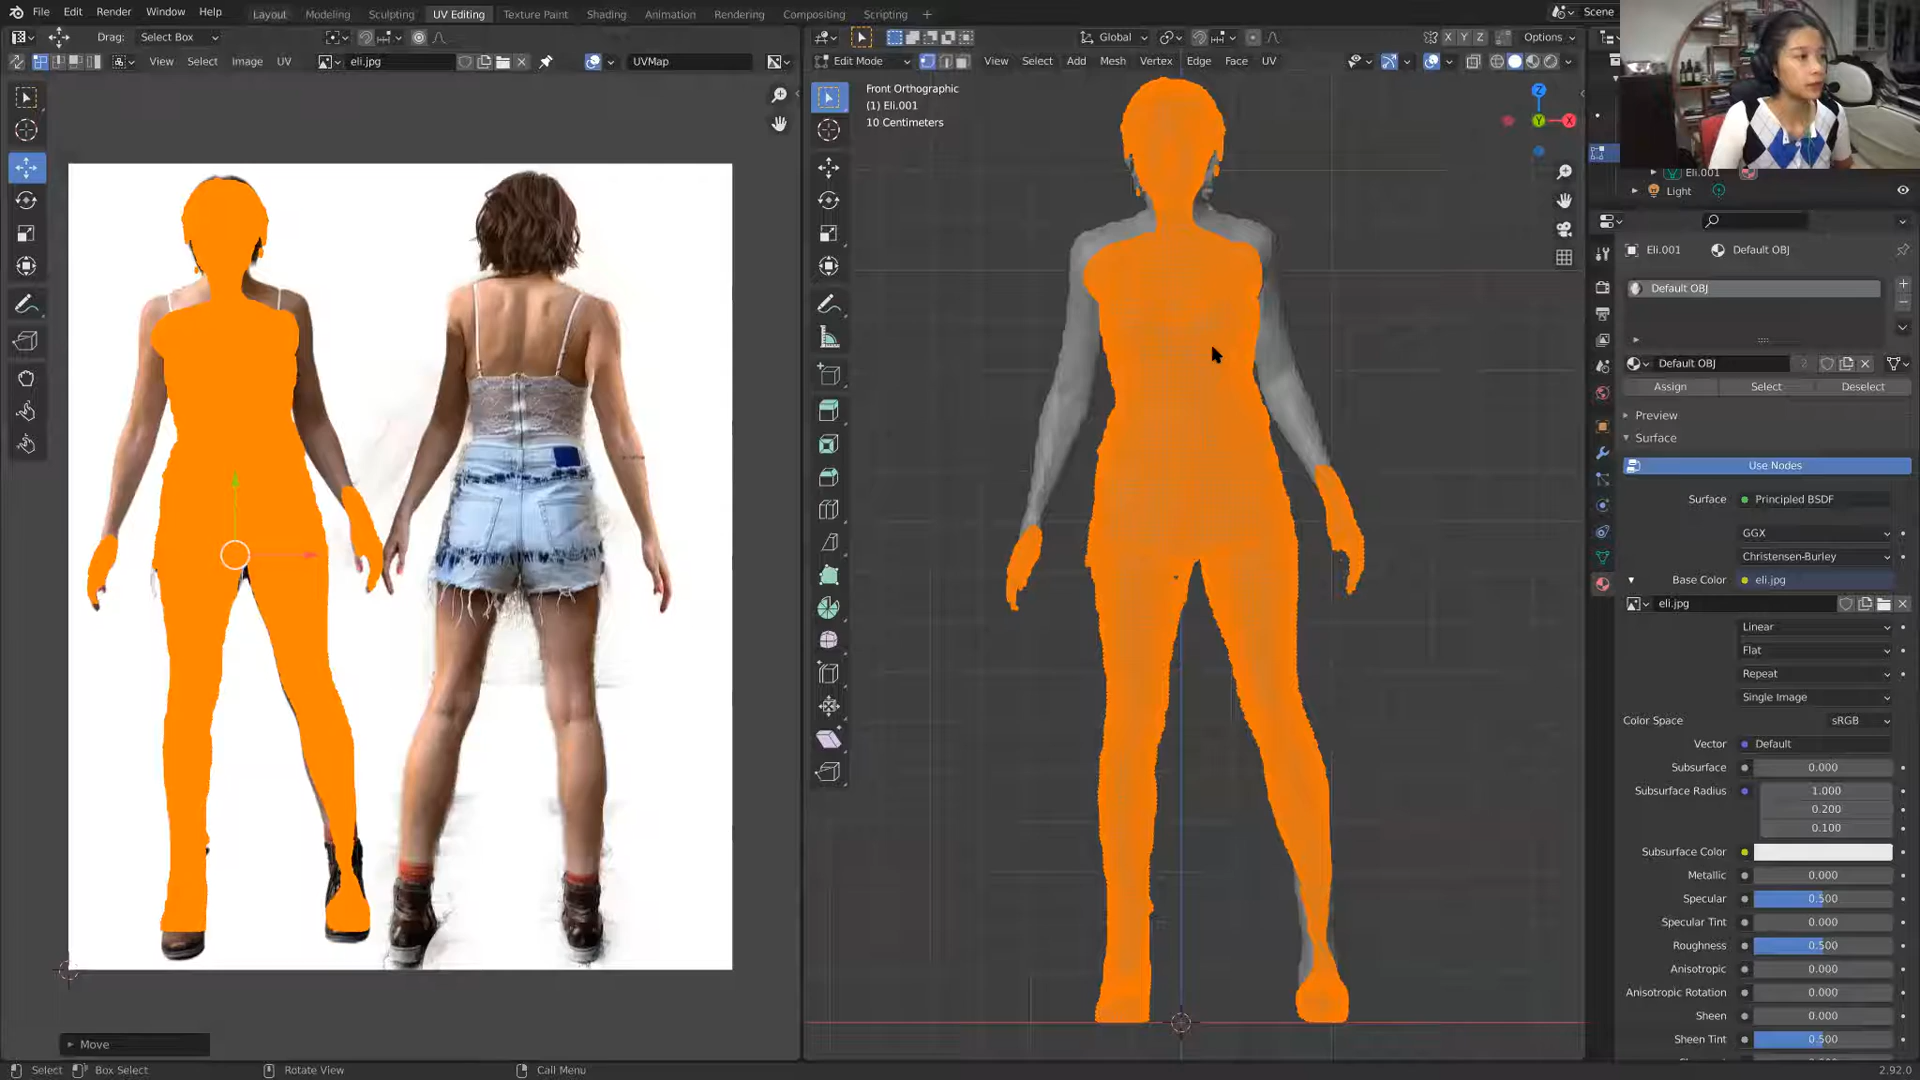 File Edit Render Window Help
Layout Modeling Sculpting UV Editing Texture Paint Shading Animation Rendering Compositing Scripting +
Scene
Drag: Select Box
Global
X Y Z
Options
View Select Image UV
eli.jpg
UVMap
Edit Mode
View Select Add Mesh Vertex Edge Face UV
Front Orthographic
(1) Eli.001
10 Centimeters
Z
Y
X
Eli.001
Light
Eli.001 Default OBJ
Default OBJ
Default OBJ
Assign Select Deselect
Preview
Surface
Use Nodes
Surface Principled BSDF
GGX
Christensen-Burley
Base Color eli.jpg
eli.jpg
Linear
Flat
Repeat
Single Image
Color Space sRGB
Vector Default
Subsurface 0.000
Subsurface Radius 1.000
0.200
0.100
Subsurface Color
Metallic 0.000
Specular 0.500
Specular Tint 0.000
Roughness 0.500
Anisotropic 0.000
Anisotropic Rotation 0.000
Sheen 0.000
Sheen Tint 0.500
Move
Select Box Select Rotate View Call Menu
2.92.0